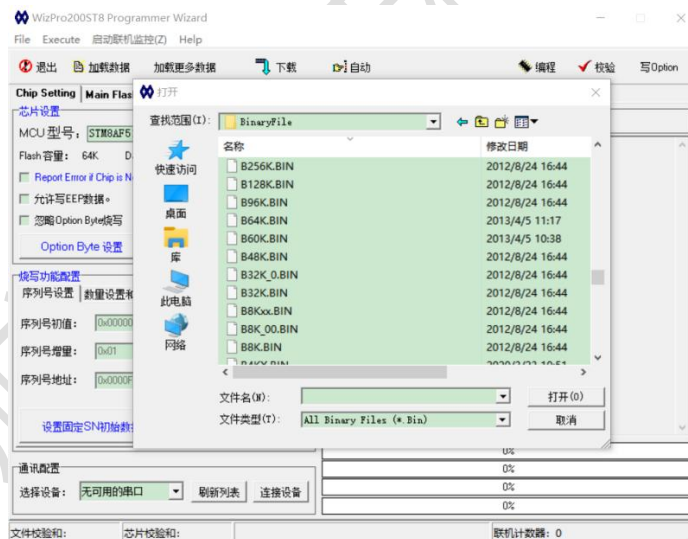 WizPro200ST8 Programmer Wizard
File Execute 启动联机监控(Z) Help
退出 加载数据 加载更多数据 下载 自动 编程 校验 写Option
Chip Setting Main Flas
打开
芯片设置
查找范围(I): BinaryFile
MCU型号: STM8AF5
名称 修改日期
Flash容量: 64K D
快速访问
B256K.BIN 2012/8/24 16:44
Report Error if Chip is N
B128K.BIN 2012/8/24 16:44
允许写EEP数据。
B96K.BIN 2012/8/24 16:44
桌面
B64K.BIN 2013/4/5 11:17
忽略Option Byte烧写
B60K.BIN 2013/4/5 10:38
Option Byte 设置
库
B48K.BIN 2012/8/24 16:44
烧写功能配置
B32K_0.BIN 2012/8/24 16:44
序列号设置 数量设置和
此电脑
B32K.BIN 2012/8/24 16:44
B8Kxx.BIN 2012/8/24 16:44
序列号初值: 0x00000
B8K_00.BIN 2012/8/24 16:44
序列号增量: 0x01
网络
B8K.BIN 2012/8/24 16:44
序列号地址: 0x0000F
文件名(N): 打开(O)
文件类型(T): All Binary Files (*.Bin) 取消
设置固定SN初始数
0%
通讯配置
0%
选择设备: 无可用的串口 刷新列表 连接设备
0%
0%
文件校验和: 芯片校验和: 联机计数器: 0